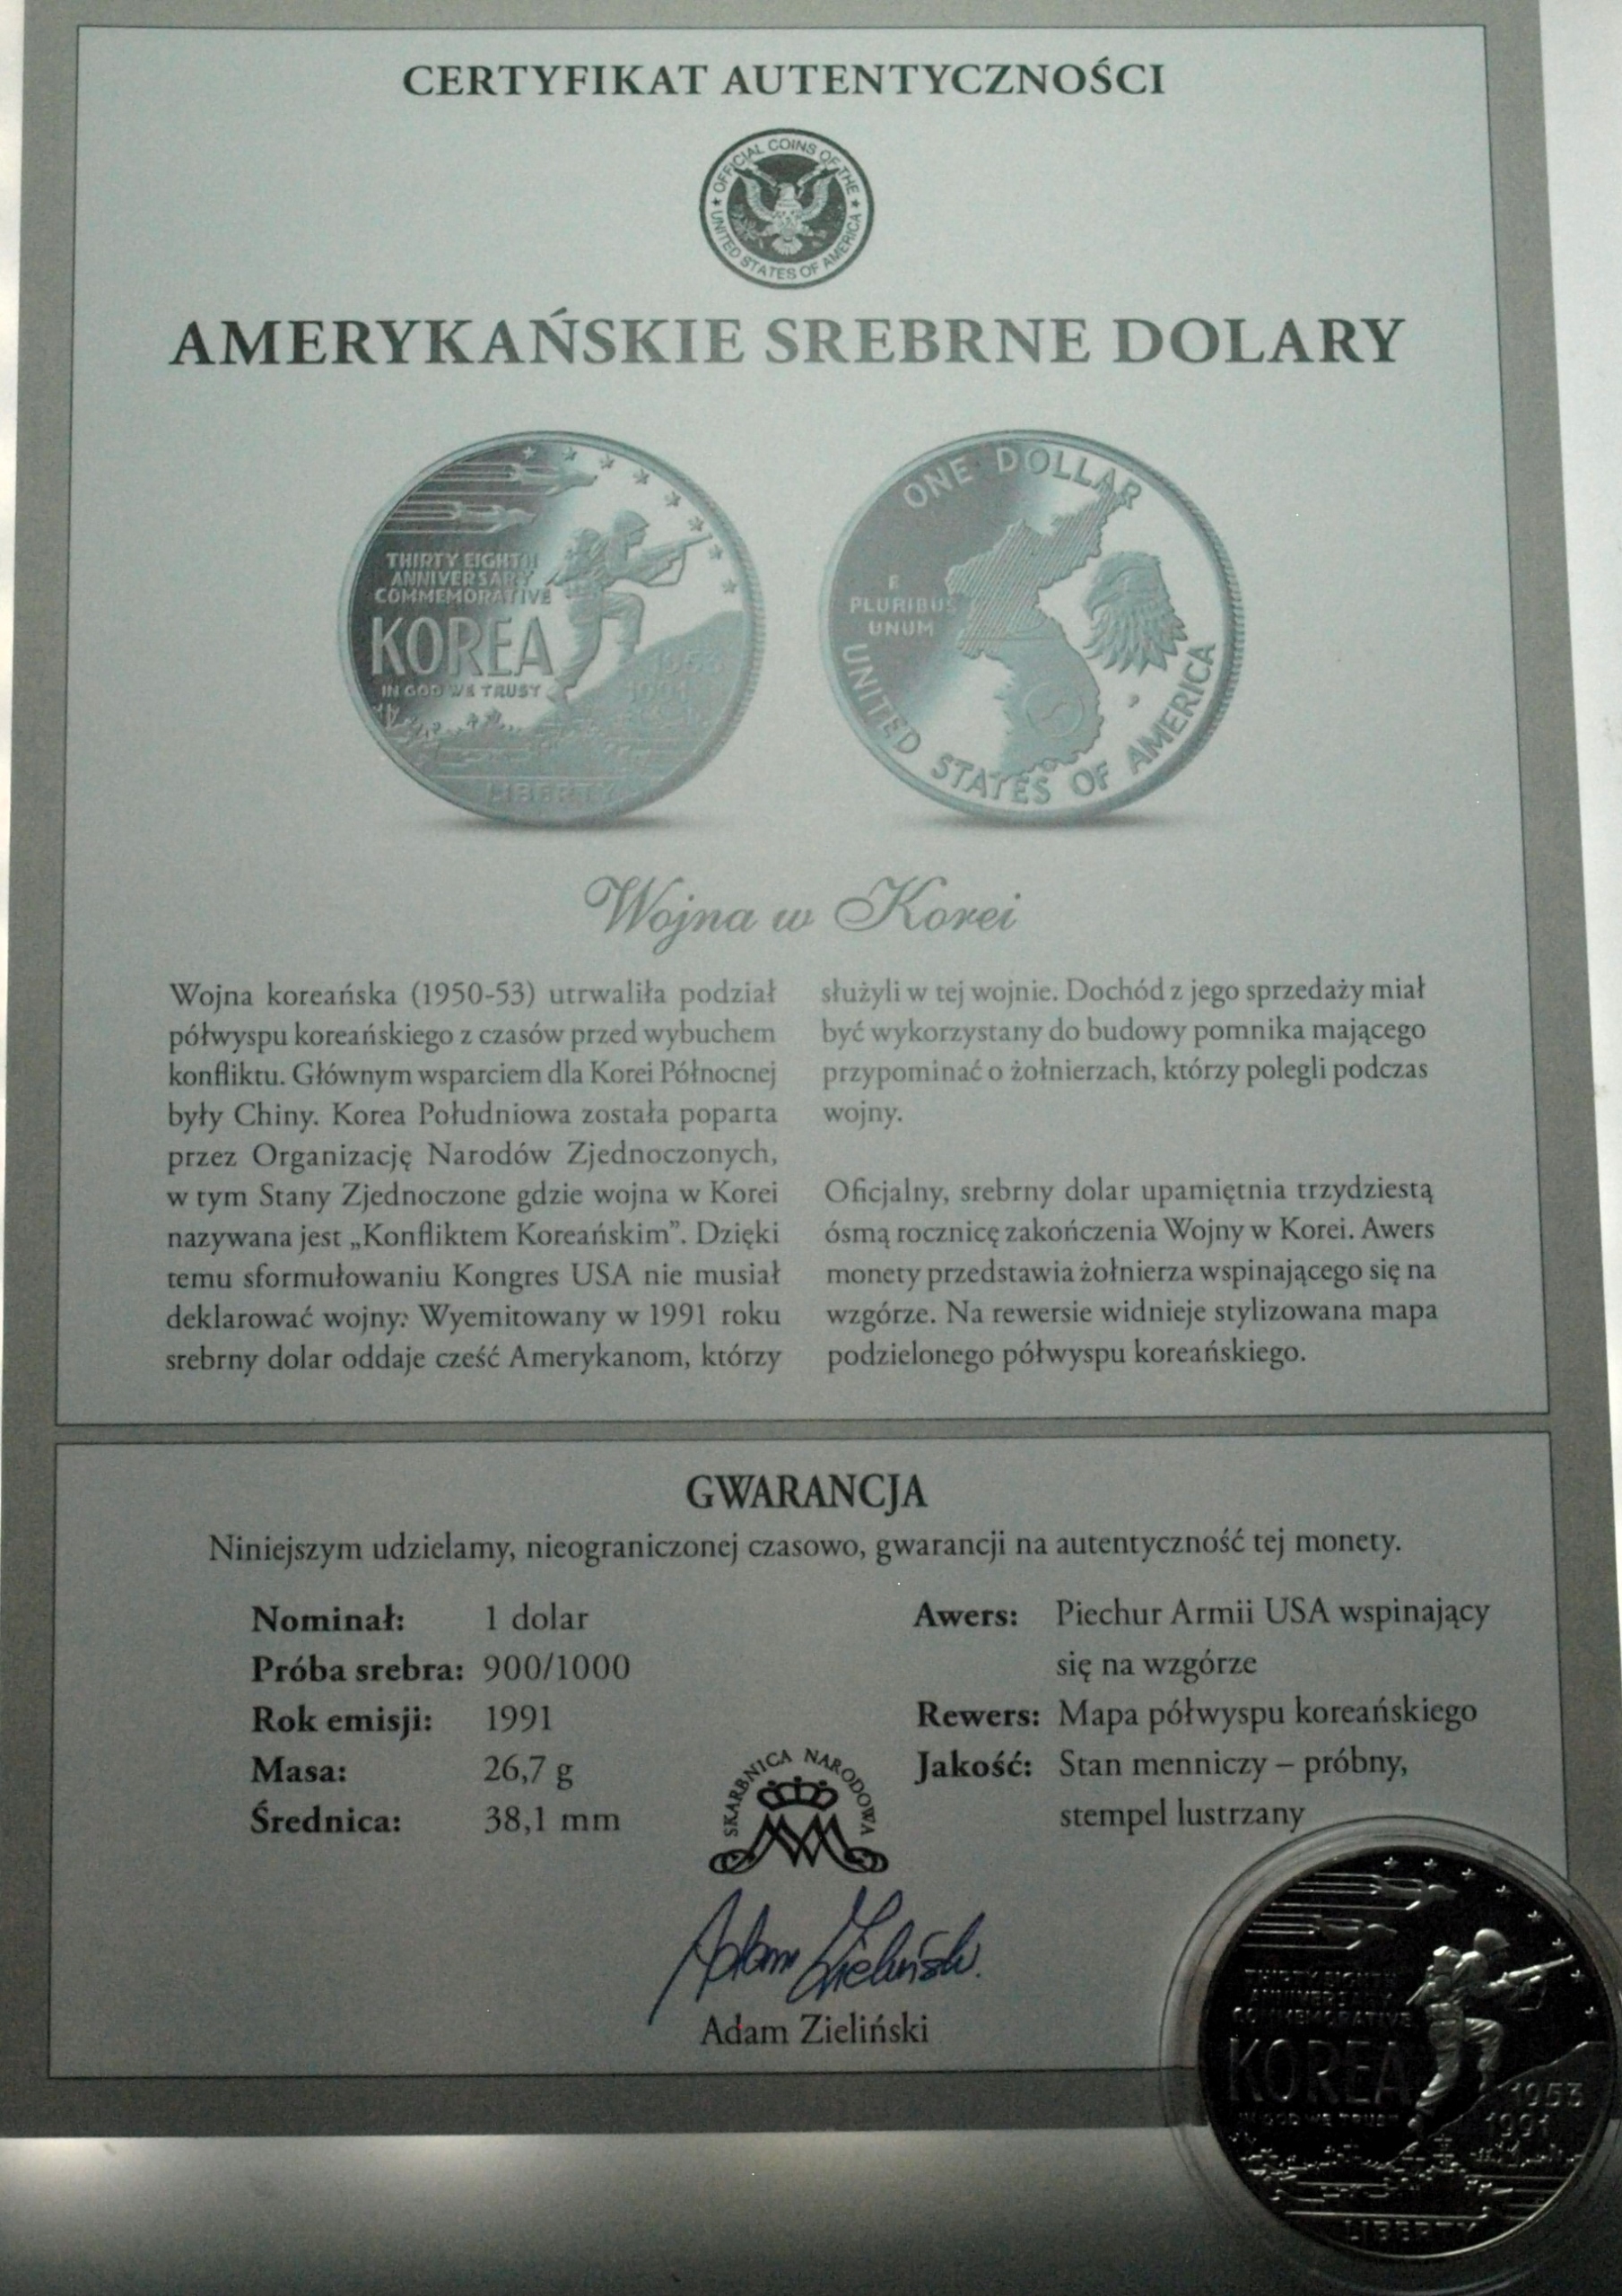 CERTYFIKAT AUTENTYCZNOŚCI
OFFICIAL COINS OF THE
UNITED STATES OF AMERICA
AMERYKAŃSKIE SREBRNE DOLARY
THIRTY EIGHTH
ANNIVERSARY
COMMEMORATIVE
KOREA
IN GOD WE TRUST
1953
1991
LIBERTY
ONE DOLLAR
E
PLURIBUS
UNUM
UNITED STATES OF AMERICA
Wojna w Korei
Wojna koreańska (1950-53) utrwaliła podział
półwyspu koreańskiego z czasów przed wybuchem
konfliktu. Głównym wsparciem dla Korei Północnej
były Chiny. Korea Południowa została poparta
przez Organizację Narodów Zjednoczonych,
w tym Stany Zjednoczone gdzie wojna w Korei
nazywana jest „Konfliktem Koreańskim”. Dzięki
temu sformułowaniu Kongres USA nie musiał
deklarować wojny. Wyemitowany w 1991 roku
srebrny dolar oddaje cześć Amerykanom, którzy
służyli w tej wojnie. Dochód z jego sprzedaży miał
być wykorzystany do budowy pomnika mającego
przypominać o żołnierzach, którzy polegli podczas
wojny.
Oficjalny, srebrny dolar upamiętnia trzydziestą
ósmą rocznicę zakończenia Wojny w Korei. Awers
monety przedstawia żołnierza wspinającego się na
wzgórze. Na rewersie widnieje stylizowana mapa
podzielonego półwyspu koreańskiego.
GWARANCJA
Niniejszym udzielamy, nieograniczonej czasowo, gwarancji na autentyczność tej monety.
Nominał: 1 dolar
Próba srebra: 900/1000
Rok emisji: 1991
Masa: 26,7 g
Średnica: 38,1 mm
Awers: Piechur Armii USA wspinający
się na wzgórze
Rewers: Mapa półwyspu koreańskiego
Jakość: Stan menniczy – próbny,
stempel lustrzany
SKARBNICA NARODOWA
Adam Zieliński
Adam Zieliński
THIRTY EIGHTH
ANNIVERSARY
COMMEMORATIVE
KOREA
IN GOD WE TRUST
1953
1991
LIBERTY